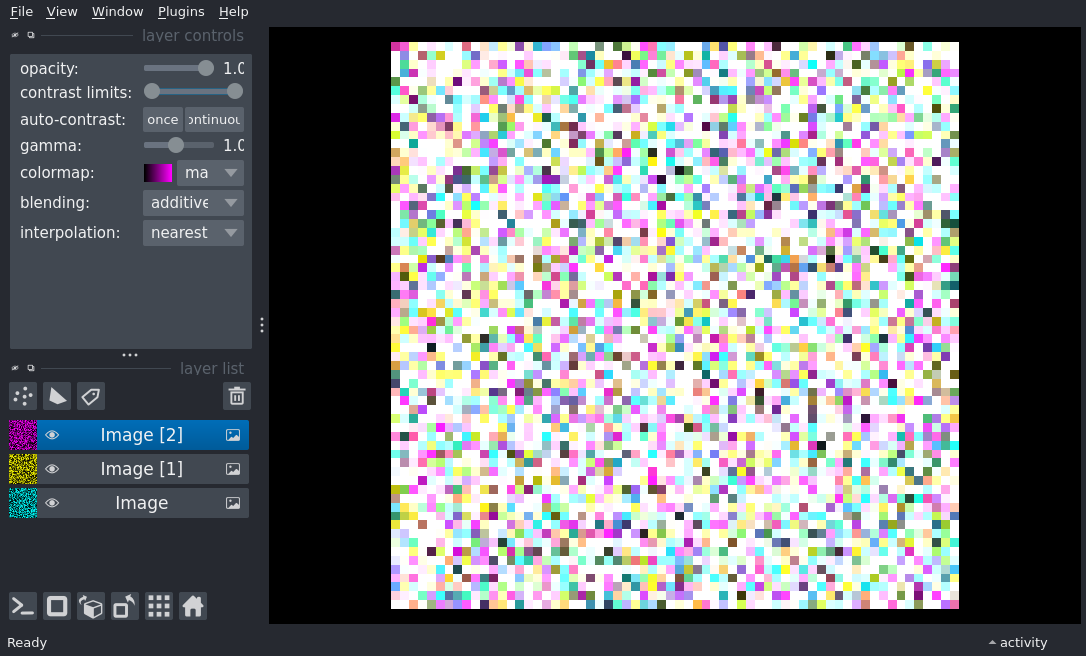 File View Window Plugins Help
layer controls
opacity: 1.0
contrast limits:
auto-contrast: once ontinuou
gamma: 1.0
colormap: ma
blending: additive
interpolation: nearest
layer list
Image [2]
Image [1]
Image
Ready activity